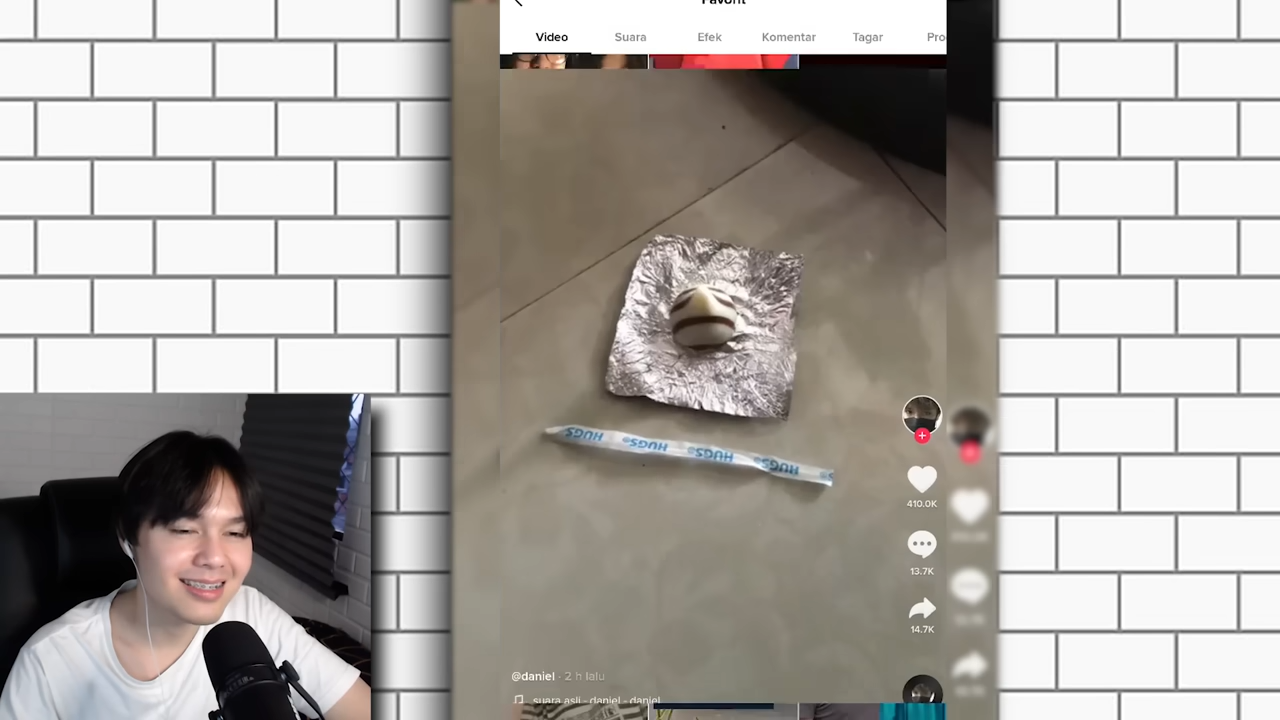 Favorit
Video Suara Efek Komentar Tagar Pro
HUGS HUGS® HUGS® HUGS®
410.0K
13.7K
14.7K
@daniel · 2 h lalu
suara asli - daniel - daniel